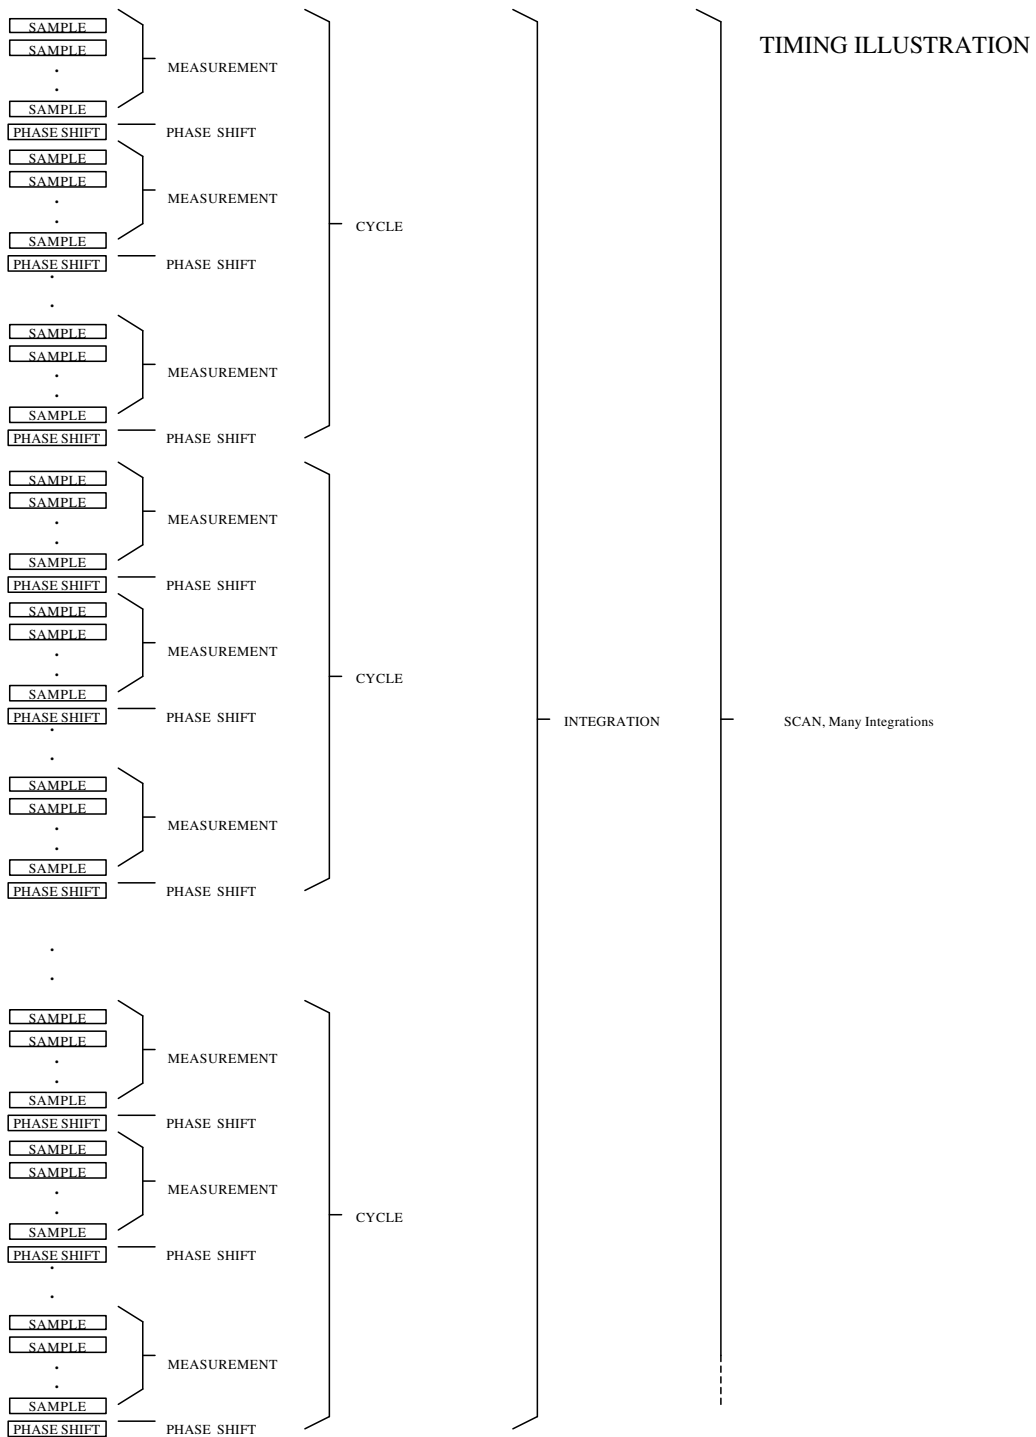 TIMING ILLUSTRATION
SAMPLE
SAMPLE
.
.
MEASUREMENT
SAMPLE
PHASE SHIFT PHASE SHIFT
SAMPLE
SAMPLE
.
.
MEASUREMENT
CYCLE
SAMPLE
PHASE SHIFT PHASE SHIFT
.
.
SAMPLE
SAMPLE
.
.
MEASUREMENT
SAMPLE
PHASE SHIFT PHASE SHIFT
SAMPLE
SAMPLE
.
.
MEASUREMENT
SAMPLE
PHASE SHIFT PHASE SHIFT
SAMPLE
SAMPLE
.
.
MEASUREMENT
CYCLE
SAMPLE
PHASE SHIFT PHASE SHIFT
INTEGRATION
SCAN, Many Integrations
.
.
SAMPLE
SAMPLE
.
.
MEASUREMENT
SAMPLE
PHASE SHIFT PHASE SHIFT
.
.
SAMPLE
SAMPLE
.
.
MEASUREMENT
SAMPLE
PHASE SHIFT PHASE SHIFT
SAMPLE
SAMPLE
.
.
MEASUREMENT
CYCLE
SAMPLE
PHASE SHIFT PHASE SHIFT
.
.
SAMPLE
SAMPLE
.
.
MEASUREMENT
SAMPLE
PHASE SHIFT PHASE SHIFT